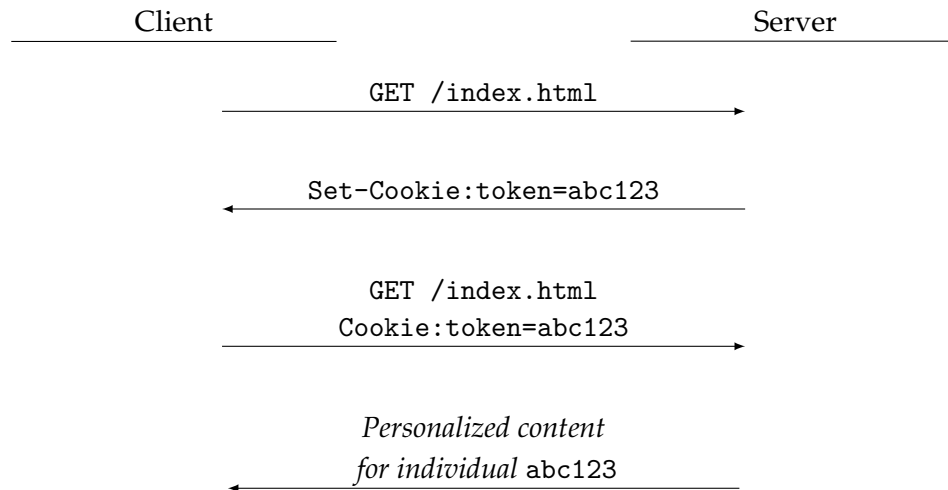 Client Server
GET /index.html
Set-Cookie:token=abc123
GET /index.html
Cookie:token=abc123
Personalized content
for individual abc123